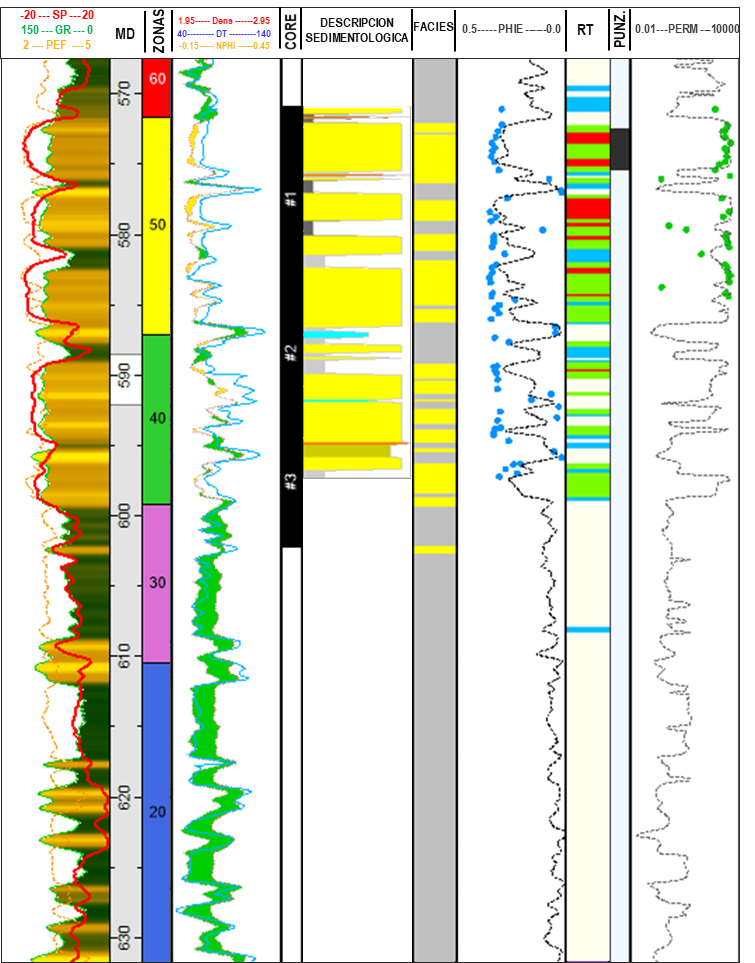 -20 --- SP ---20
150 --- GR --- 0
2 --- PEF ---5
MD
ZONAS
1.95----- Dens ------2.95
40--------- DT -------140
-0.15----- NPHI ------0.45
CORE
DESCRIPCION
SEDIMENTOLOGICA
FACIES
0.5-----PHIE ------0.0
RT
PUNZ.
0.01---PERM ---10000
60
570
#1
50
580
#2
590
40
#3
600
30
610
620
20
630